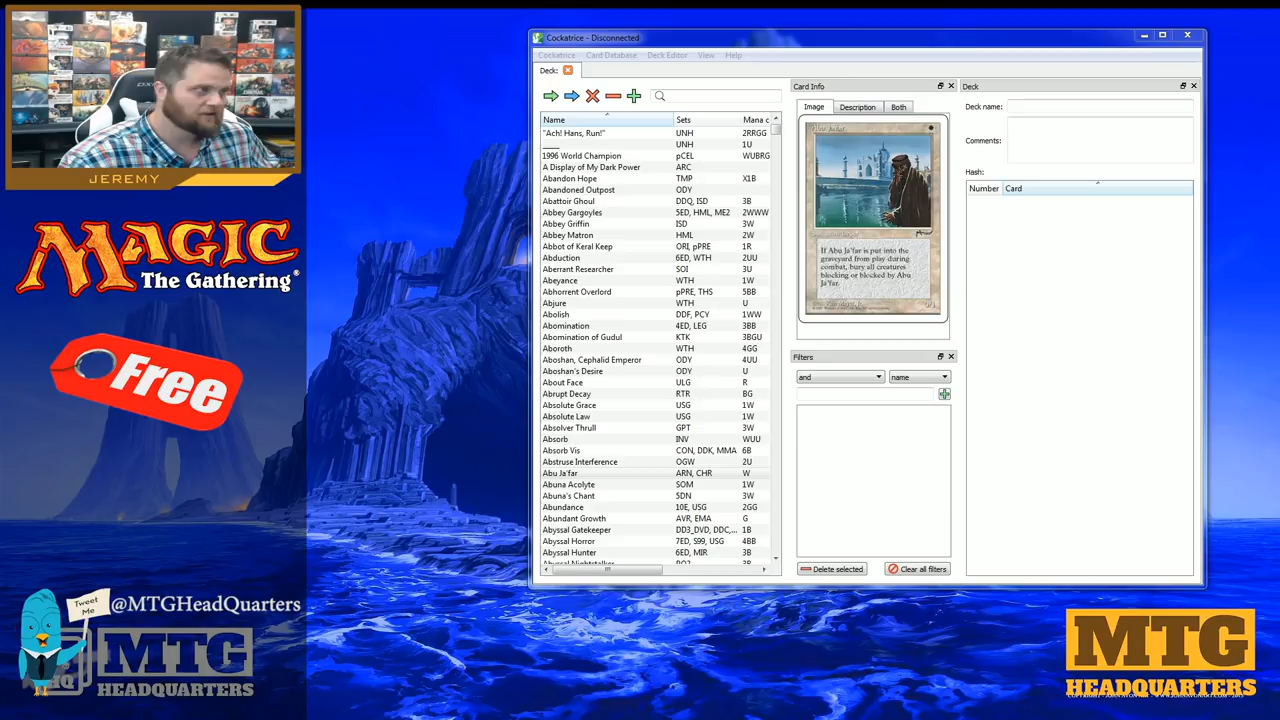 JEREMY
MAGIC
The Gathering®
Free
Tweet
Me
@MTGHeadQuarters
MTG
HEADQUARTERS
Cockatrice - Disconnected
Cockatrice Card Database Deck Editor View Help
Deck:
Name Sets Mana c
"Ach! Hans, Run!" UNH 2RRGG
____ UNH 1U
1996 World Champion pCEL WUBRG
A Display of My Dark Power ARC
Abandon Hope TMP X1B
Abandoned Outpost ODY
Abattoir Ghoul DDQ, ISD 3B
Abbey Gargoyles 5ED, HML, ME2 2WWW
Abbey Griffin ISD 3W
Abbey Matron HML 2W
Abbot of Keral Keep ORI, pPRE 1R
Abduction 6ED, WTH 2UU
Aberrant Researcher SOI 3U
Abeyance WTH 1W
Abhorrent Overlord pPRE, THS 5BB
Abjure WTH U
Abolish DDF, PCY 1WW
Abomination 4ED, LEG 3BB
Abomination of Gudul KTK 3BGU
Aboroth WTH 4GG
Aboshan, Cephalid Emperor ODY 4UU
Aboshan's Desire ODY U
About Face ULG R
Abrupt Decay RTR BG
Absolute Grace USG 1W
Absolute Law USG 1W
Absolver Thrull GPT 3W
Absorb INV WUU
Absorb Vis CON, DDK, MMA 6B
Abstruse Interference OGW 2U
Abu Ja'far ARN, CHR W
Abuna Acolyte SOM 1W
Abuna's Chant 5DN 3W
Abundance 10E, USG 2GG
Abundant Growth AVR, EMA G
Abyssal Gatekeeper DD3_DVD, DDC,... 1B
Abyssal Horror 7ED, S99, USG 4BB
Abyssal Hunter 6ED, MIR 3B
Abyssal Nightstalker PO2 3B
Card Info
Image Description Both
Abu Ja'far
If Abu Ja'far is put into the
graveyard from play during
combat, bury all creatures
blocking or blocked by Abu
Ja'far.
Filters
and name
Delete selected Clear all filters
Deck
Deck name:
Comments:
Hash:
Number Card
MTG
HEADQUARTERS